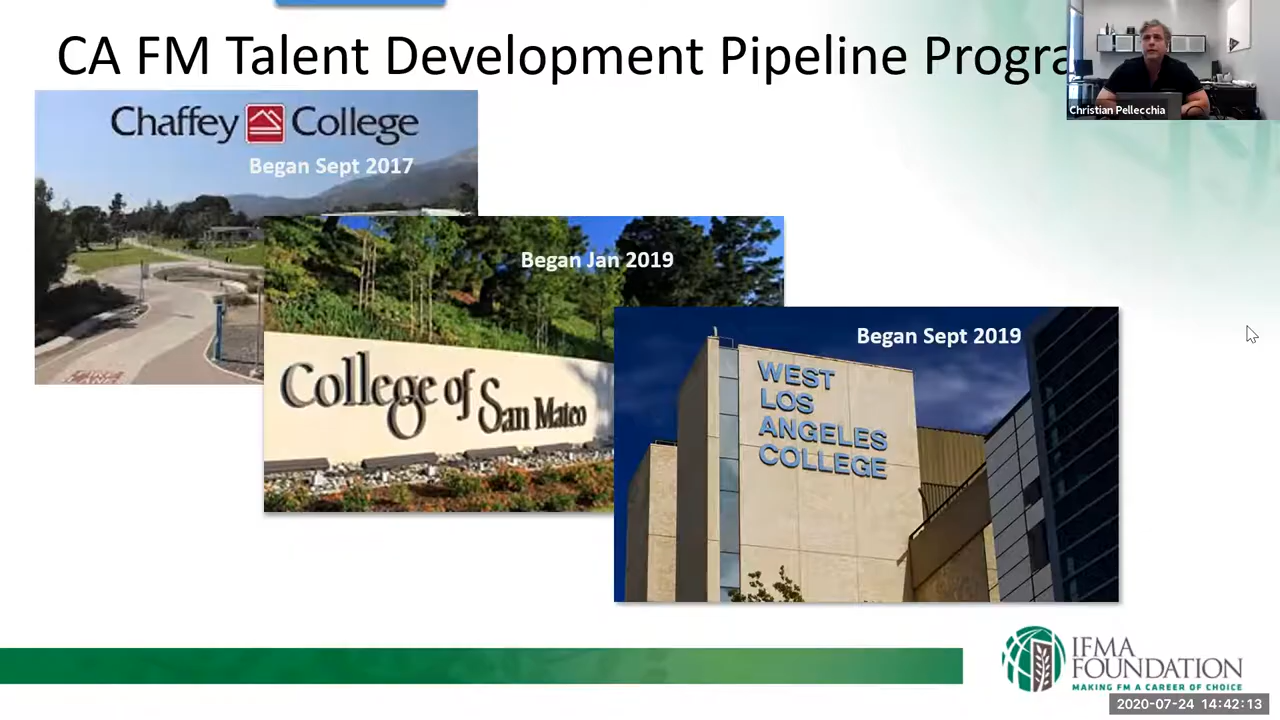 CA FM Talent Development Pipeline Progra
Christian Pellecchia
Chaffey College
Began Sept 2017
Began Jan 2019
College of San Mateo
Began Sept 2019
WEST
LOS
ANGELES
COLLEGE
IFMA
FOUNDATION
MAKING FM A CAREER OF CHOICE
2020-07-24 14:42:13